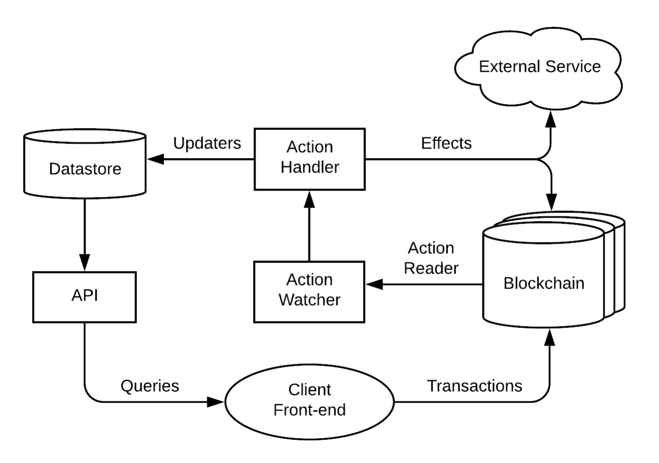 External Service
Updaters
Action
Handler
Effects
Datastore
Action
Reader
Blockchain
API
Action
Watcher
Queries
Client
Front-end
Transactions